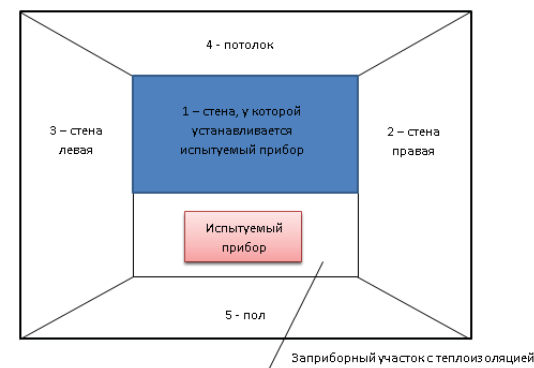 4 - потолок
1 – стена, у которой
устанавливается
испытуемый прибор
3 – стена
левая
2 – стена
правая
Испытуемый
прибор
5 - пол
Заприборный участок с теплоизоляцией